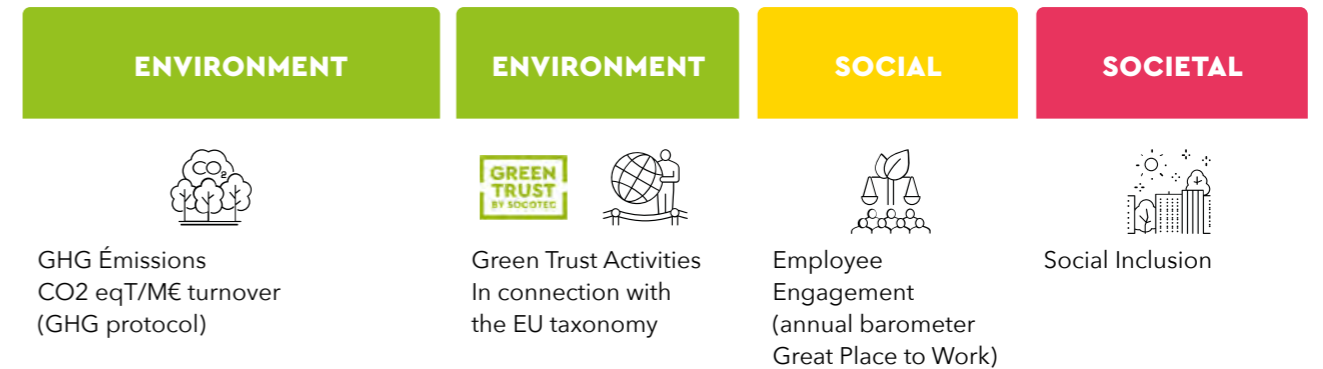 ENVIRONMENT
ENVIRONMENT
SOCIAL
SOCIETAL
CO2
GREEN
TRUST
BY SOCOTEC
GHG Émissions
CO2 eqT/M€ turnover
(GHG protocol)
Green Trust Activities
In connection with
the EU taxonomy
Employee
Engagement
(annual barometer
Great Place to Work)
Social Inclusion